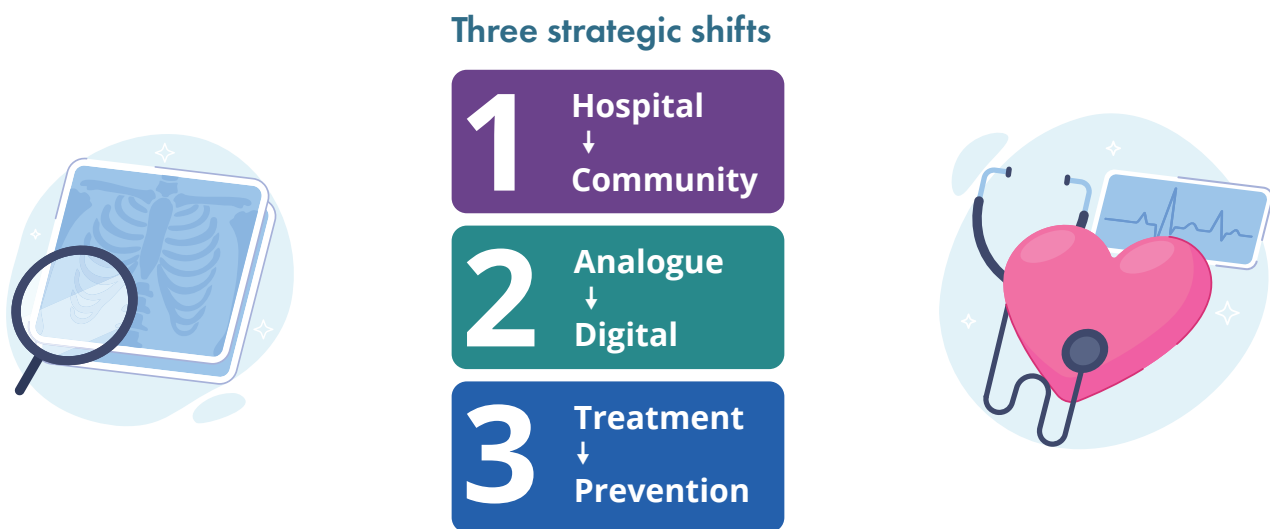 Three strategic shifts
1
Hospital
↓
Community
2
Analogue
↓
Digital
3
Treatment
↓
Prevention